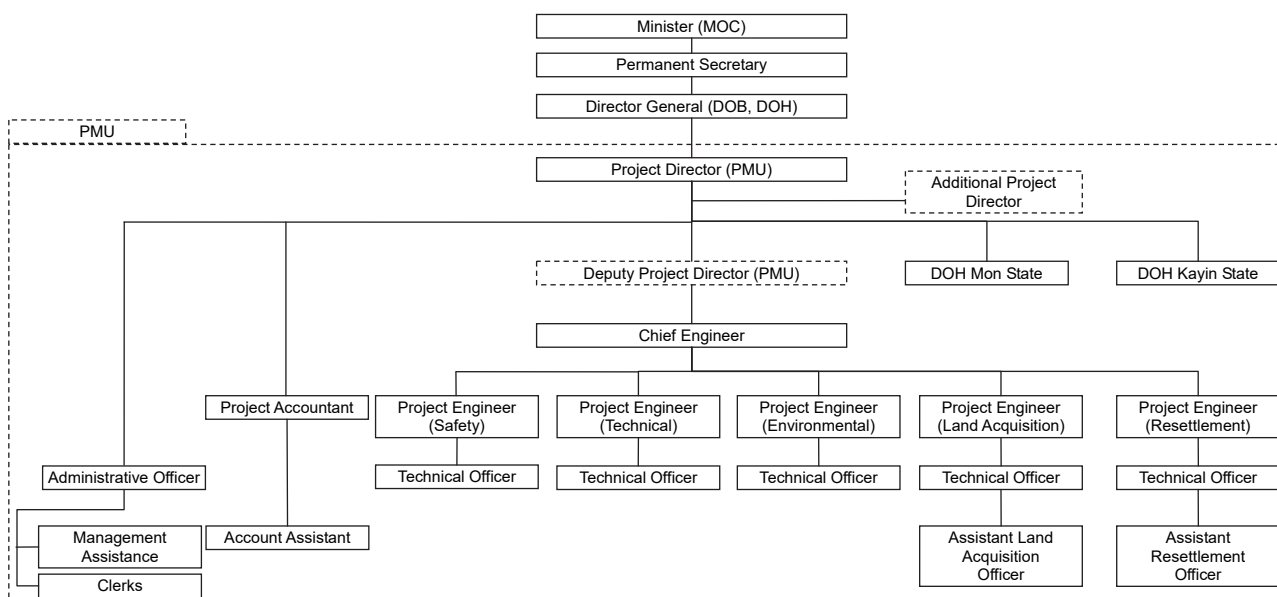 Minister (MOC)
Permanent Secretary
Director General (DOB, DOH)
PMU
Project Director (PMU)
Additional Project
Director
Deputy Project Director (PMU)
DOH Mon State
DOH Kayin State
Chief Engineer
Project Accountant
Project Engineer
(Safety)
Project Engineer
(Technical)
Project Engineer
(Environmental)
Project Engineer
(Land Acquisition)
Project Engineer
(Resettlement)
Administrative Officer
Technical Officer
Technical Officer
Technical Officer
Technical Officer
Technical Officer
Management
Assistance
Account Assistant
Assistant Land
Acquisition
Officer
Assistant
Resettlement
Officer
Clerks